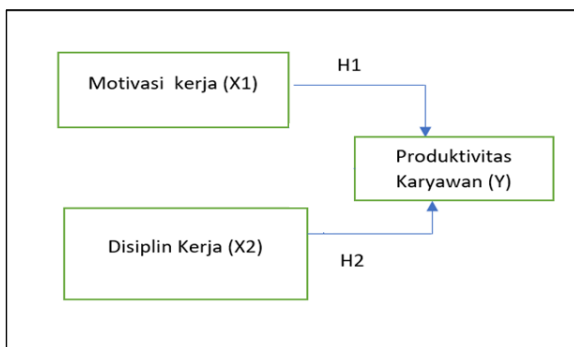 H1
Motivasi kerja (X1)
Produktivitas
Karyawan (Y)
Disiplin Kerja (X2)
H2